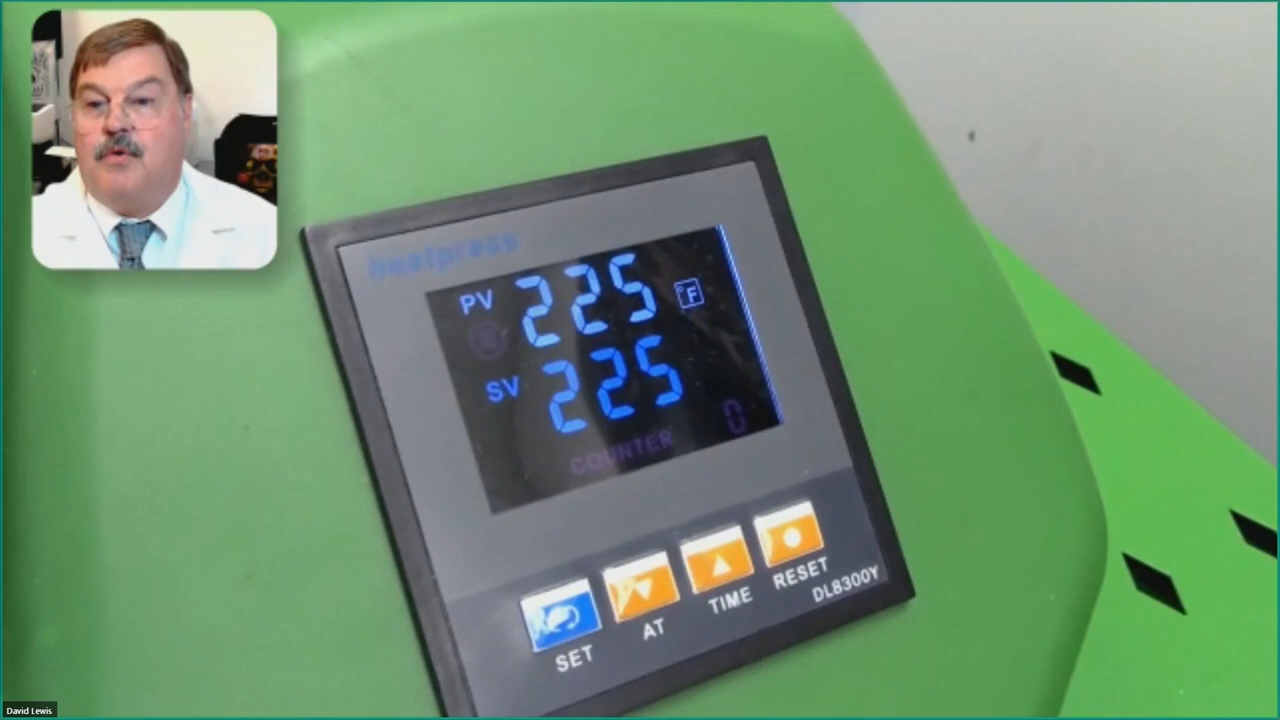 heatpress
PV 225 °F
SV 225
COUNTER 0
SET
AT
TIME
RESET
DL8300Y
David Lewis